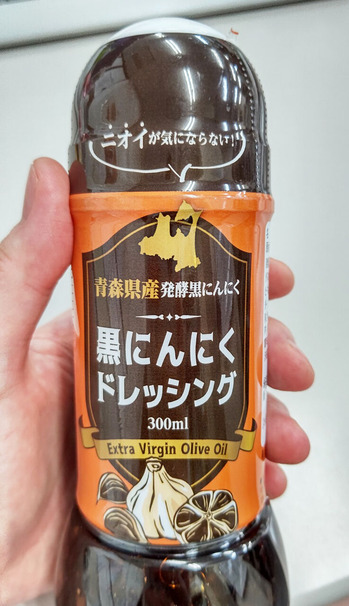 ニオイが気にならない！
青森県産発酵黒にんにく
黒にんにく
ドレッシング
300ml
Extra Virgin Olive Oil